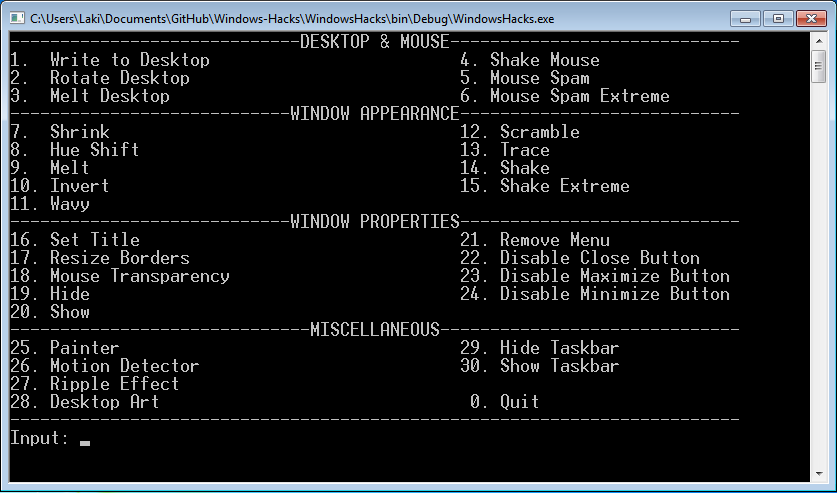 C:\Users\Laki\Documents\GitHub\Windows-Hacks\WindowsHacks\bin\Debug\WindowsHacks.exe
-----------------------------DESKTOP & MOUSE-----------------------------
1.  Write to Desktop                         4. Shake Mouse
2.  Rotate Desktop                           5. Mouse Spam
3.  Melt Desktop                             6. Mouse Spam Extreme
----------------------------WINDOW APPEARANCE----------------------------
7.  Shrink                                   12. Scramble
8.  Hue Shift                                13. Trace
9.  Melt                                     14. Shake
10. Invert                                   15. Shake Extreme
11. Wavy
----------------------------WINDOW PROPERTIES----------------------------
16. Set Title                                21. Remove Menu
17. Resize Borders                           22. Disable Close Button
18. Mouse Transparency                       23. Disable Maximize Button
19. Hide                                     24. Disable Minimize Button
20. Show
------------------------------MISCELLANEOUS------------------------------
25. Painter                                  29. Hide Taskbar
26. Motion Detector                          30. Show Taskbar
27. Ripple Effect
28. Desktop Art                               0. Quit
-------------------------------------------------------------------------
Input: _